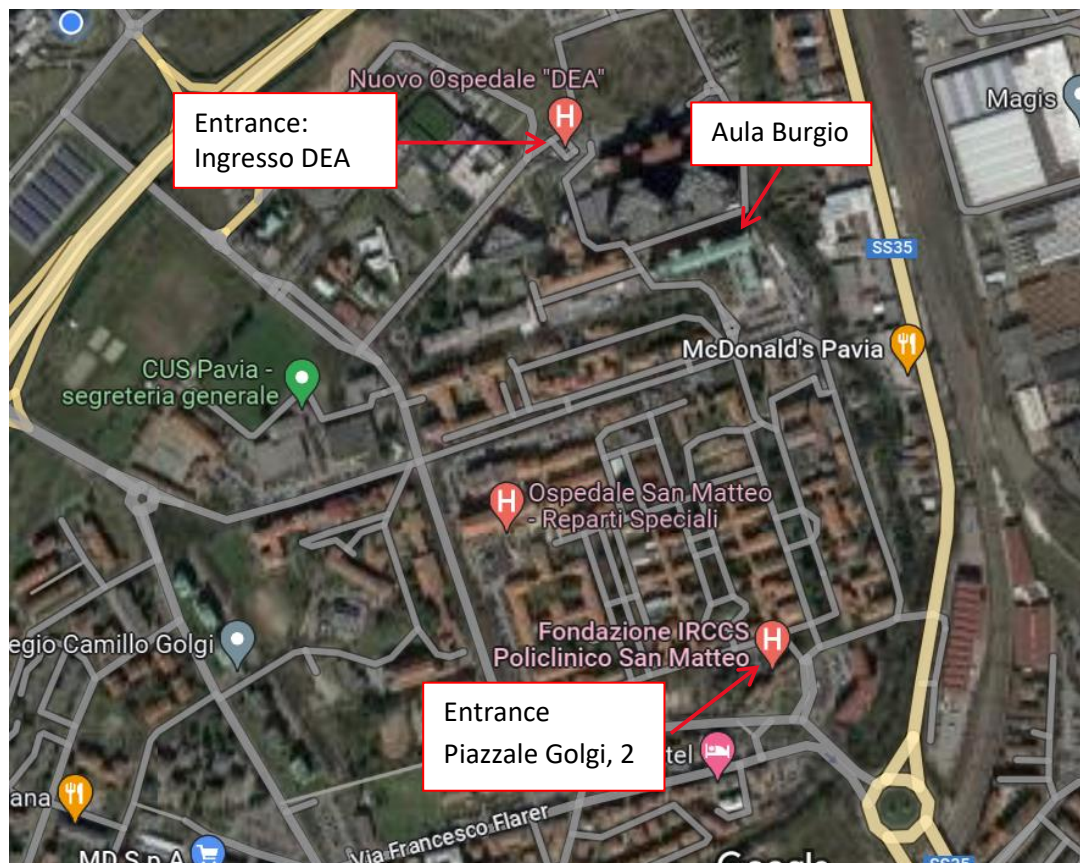 Nuovo Ospedale "DEA"
Magis
Entrance:
Ingresso DEA
Aula Burgio
SS35
McDonald's Pavia
CUS Pavia -
segreteria generale
Ospedale San Matteo
- Reparti Speciali
egio Camillo Golgi
Fondazione IRCCS
Policlinico San Matteo
Entrance
Piazzale Golgi, 2
tel
ana
Via Francesco Flarer
MD S.p.A
Google
SS35